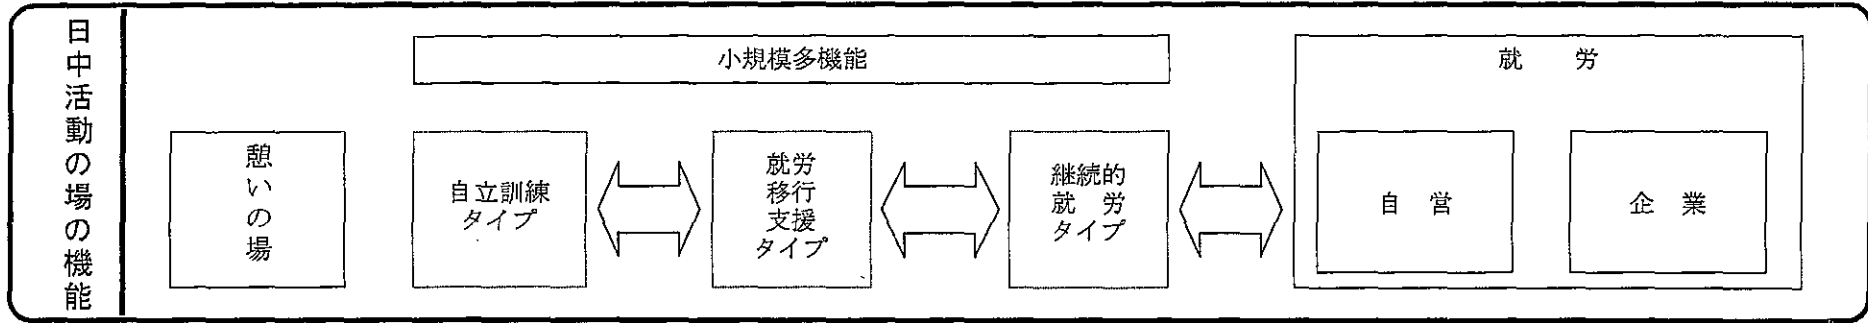 日中活動の場の機能
小規模多機能
就　労
憩いの場
自立訓練
タイプ
就労
移行
支援
タイプ
継続的
就　労
タイプ
自　営
企　業